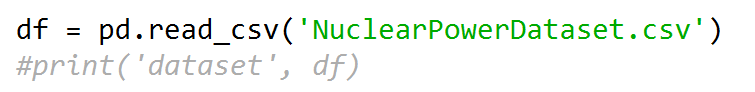 df = pd.read_csv('NuclearPowerDataset.csv')
#print('dataset', df)